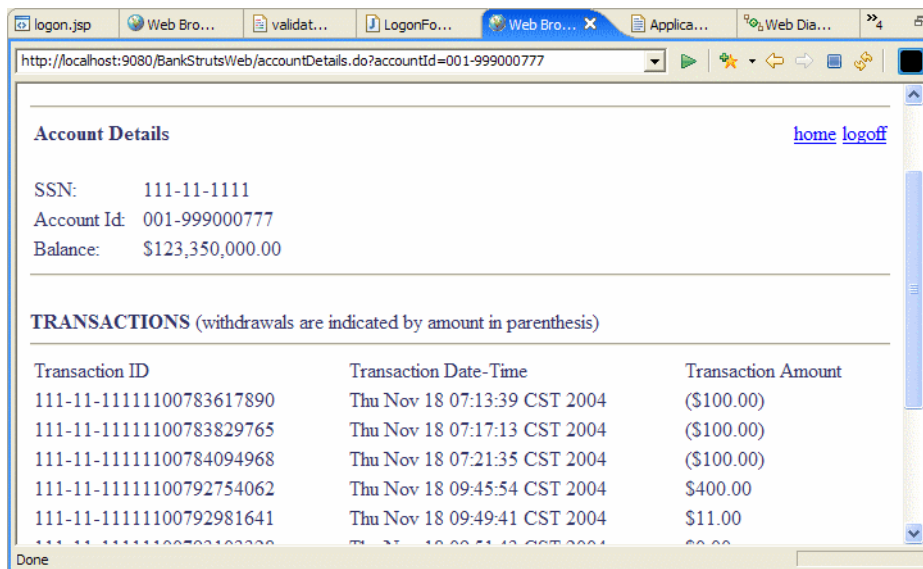 logon.jsp Web Bro... validat... LogonFo... Web Bro... Applica... Web Dia... »4
http://localhost:9080/BankStrutsWeb/accountDetails.do?accountId=001-999000777
Account Details home logoff
SSN: 111-11-1111
Account Id: 001-999000777
Balance: $123,350,000.00
TRANSACTIONS (withdrawals are indicated by amount in parenthesis)
Transaction ID Transaction Date-Time Transaction Amount
111-11-11111100783617890 Thu Nov 18 07:13:39 CST 2004 ($100.00)
111-11-11111100783829765 Thu Nov 18 07:17:13 CST 2004 ($100.00)
111-11-11111100784094968 Thu Nov 18 07:21:35 CST 2004 ($100.00)
111-11-11111100792754062 Thu Nov 18 09:45:54 CST 2004 $400.00
111-11-11111100792981641 Thu Nov 18 09:49:41 CST 2004 $11.00
Done